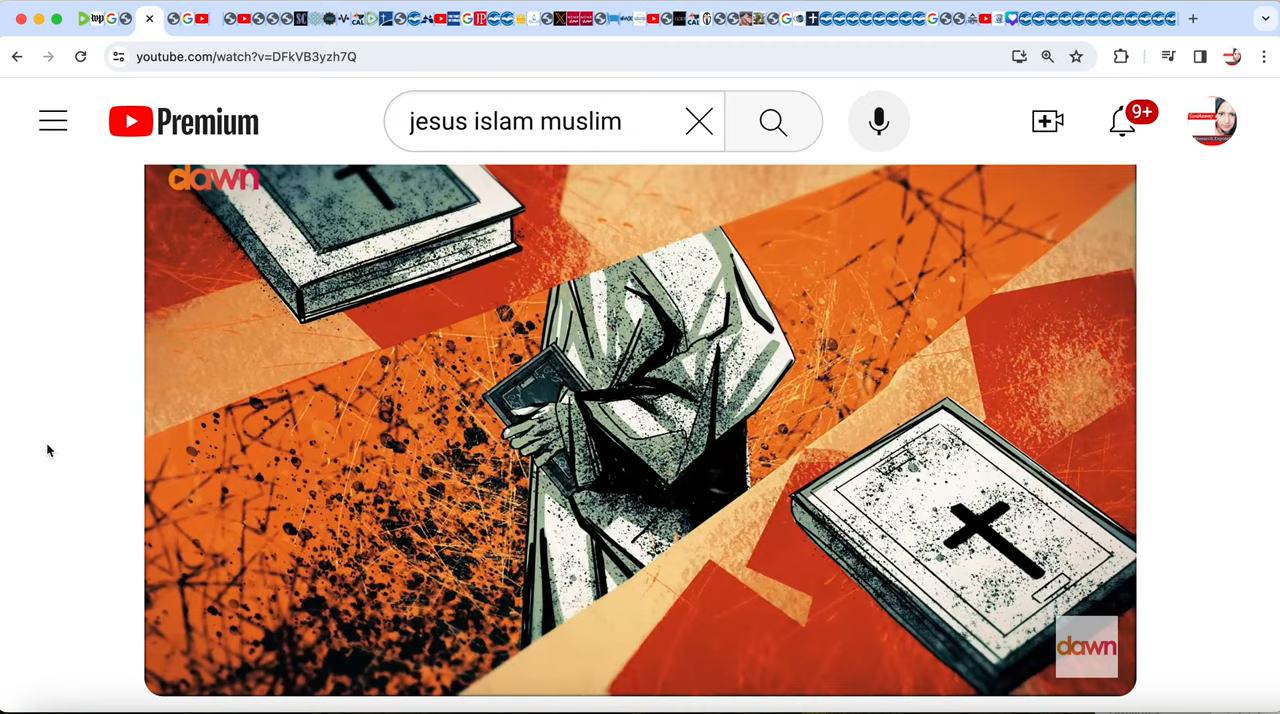 youtube.com/watch?v=DFkVB3yzh7Q
Premium
jesus islam muslim
9+
dawn
dawn